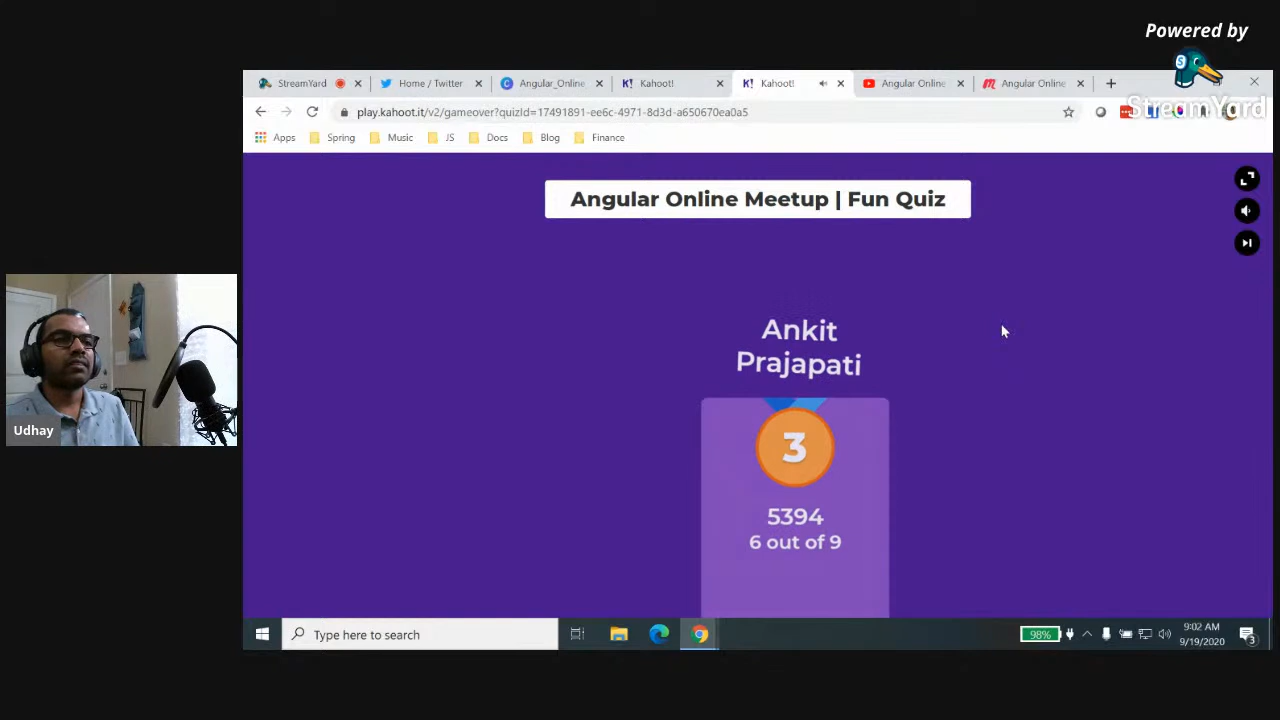 Powered by
StreamYard
StreamYard
Home / Twitter
Angular_Online
K! Kahoot!
K! Kahoot!
Angular Online
Angular Online
play.kahoot.it/v2/gameover?quizId=17491891-ee6c-4971-8d3d-a650670ea0a5
Apps
Spring
Music
JS
Docs
Blog
Finance
Angular Online Meetup | Fun Quiz
Ankit
Prajapati
3
5394
6 out of 9
Udhay
Type here to search
98%
9:02 AM
9/19/2020
3